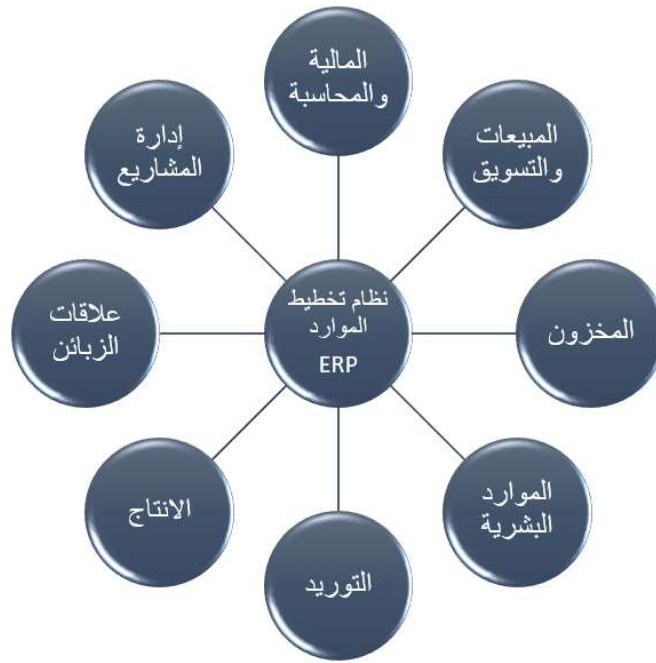 المالية
والمحاسبة
المبيعات
والتسويق
المخزون
الموارد
البشرية
التوريد
الانتاج
علاقات
الزبائن
إدارة
المشاريع
نظام تخطيط
الموارد
ERP